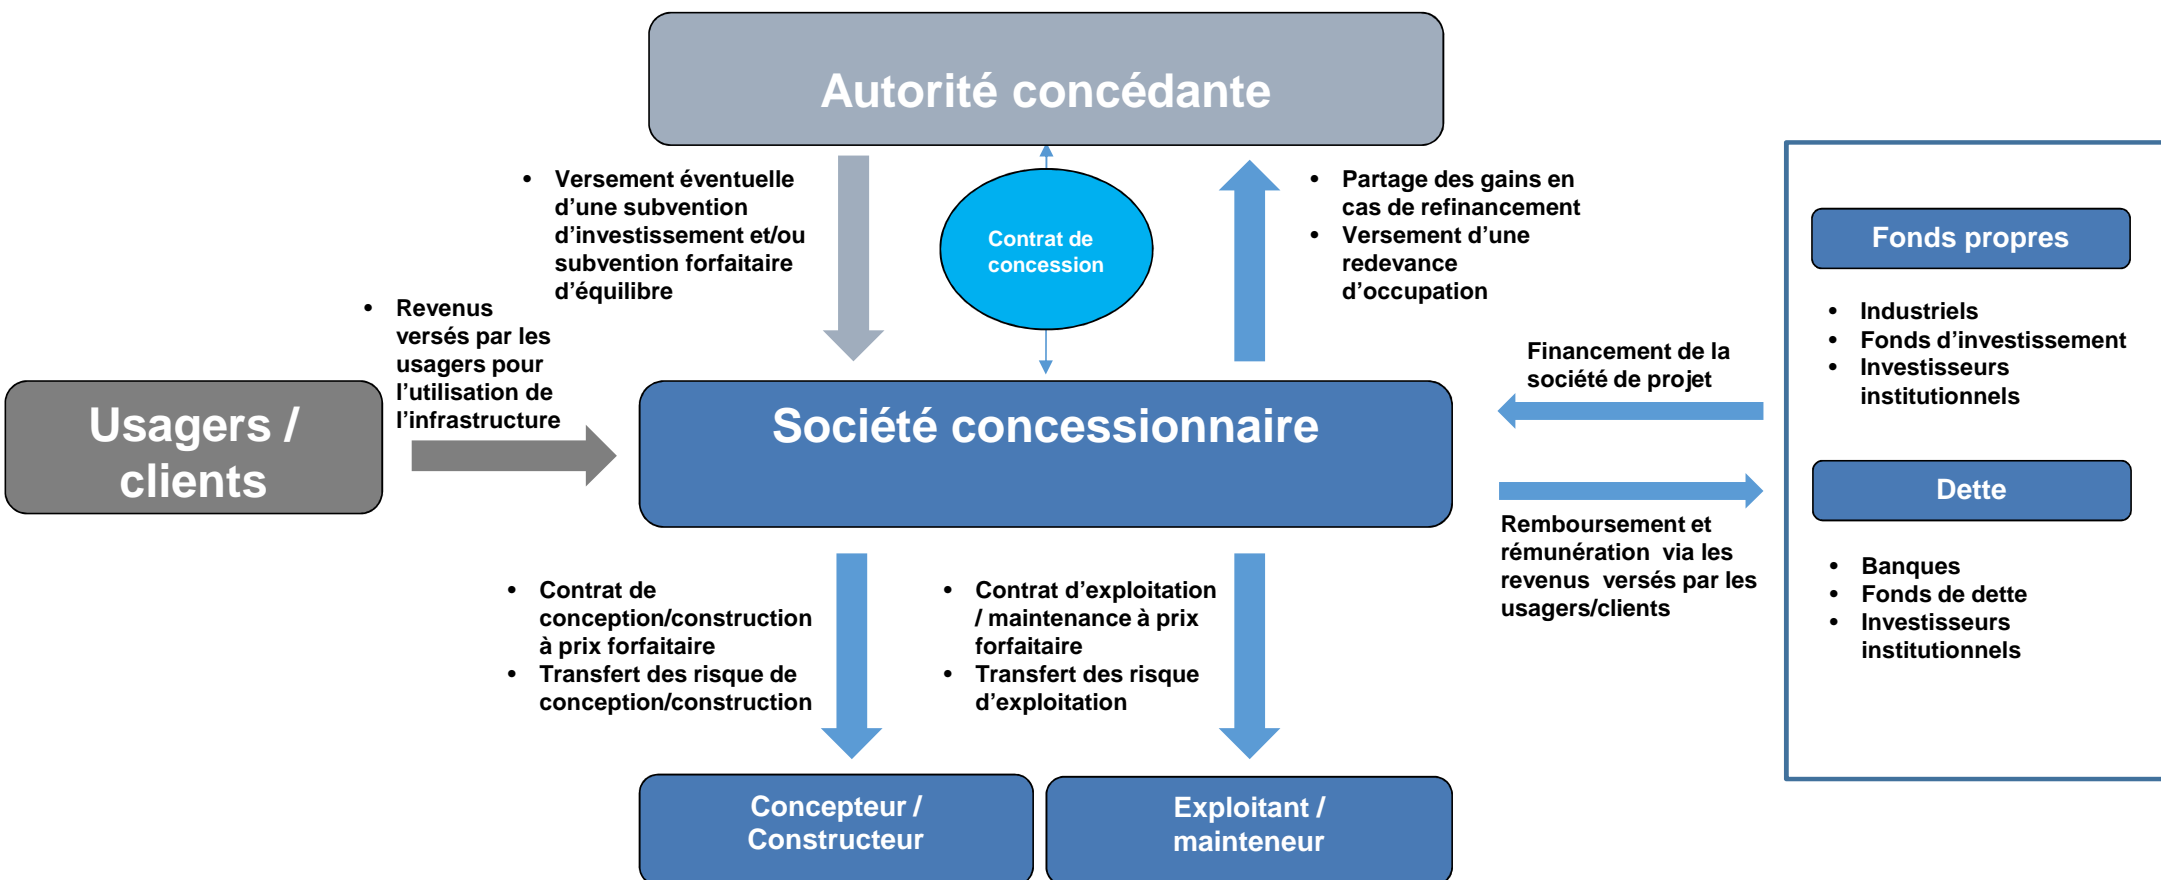 Autorité concédante
• Versement éventuelle
d’une subvention
d’investissement et/ou
subvention forfaitaire
d’équilibre
Contrat de
concession
• Partage des gains en
cas de refinancement
• Versement d’une
redevance
d’occupation
• Revenus
versés par les
usagers pour
l’utilisation de
l’infrastructure
Usagers /
clients
Société concessionnaire
Financement de la
société de projet
Remboursement et
rémunération via les
revenus versés par les
usagers/clients
Fonds propres
• Industriels
• Fonds d’investissement
• Investisseurs
institutionnels
Dette
• Banques
• Fonds de dette
• Investisseurs
institutionnels
• Contrat de
conception/construction
à prix forfaitaire
• Transfert des risque de
conception/construction
• Contrat d’exploitation
/ maintenance à prix
forfaitaire
• Transfert des risque
d’exploitation
Concepteur /
Constructeur
Exploitant /
mainteneur